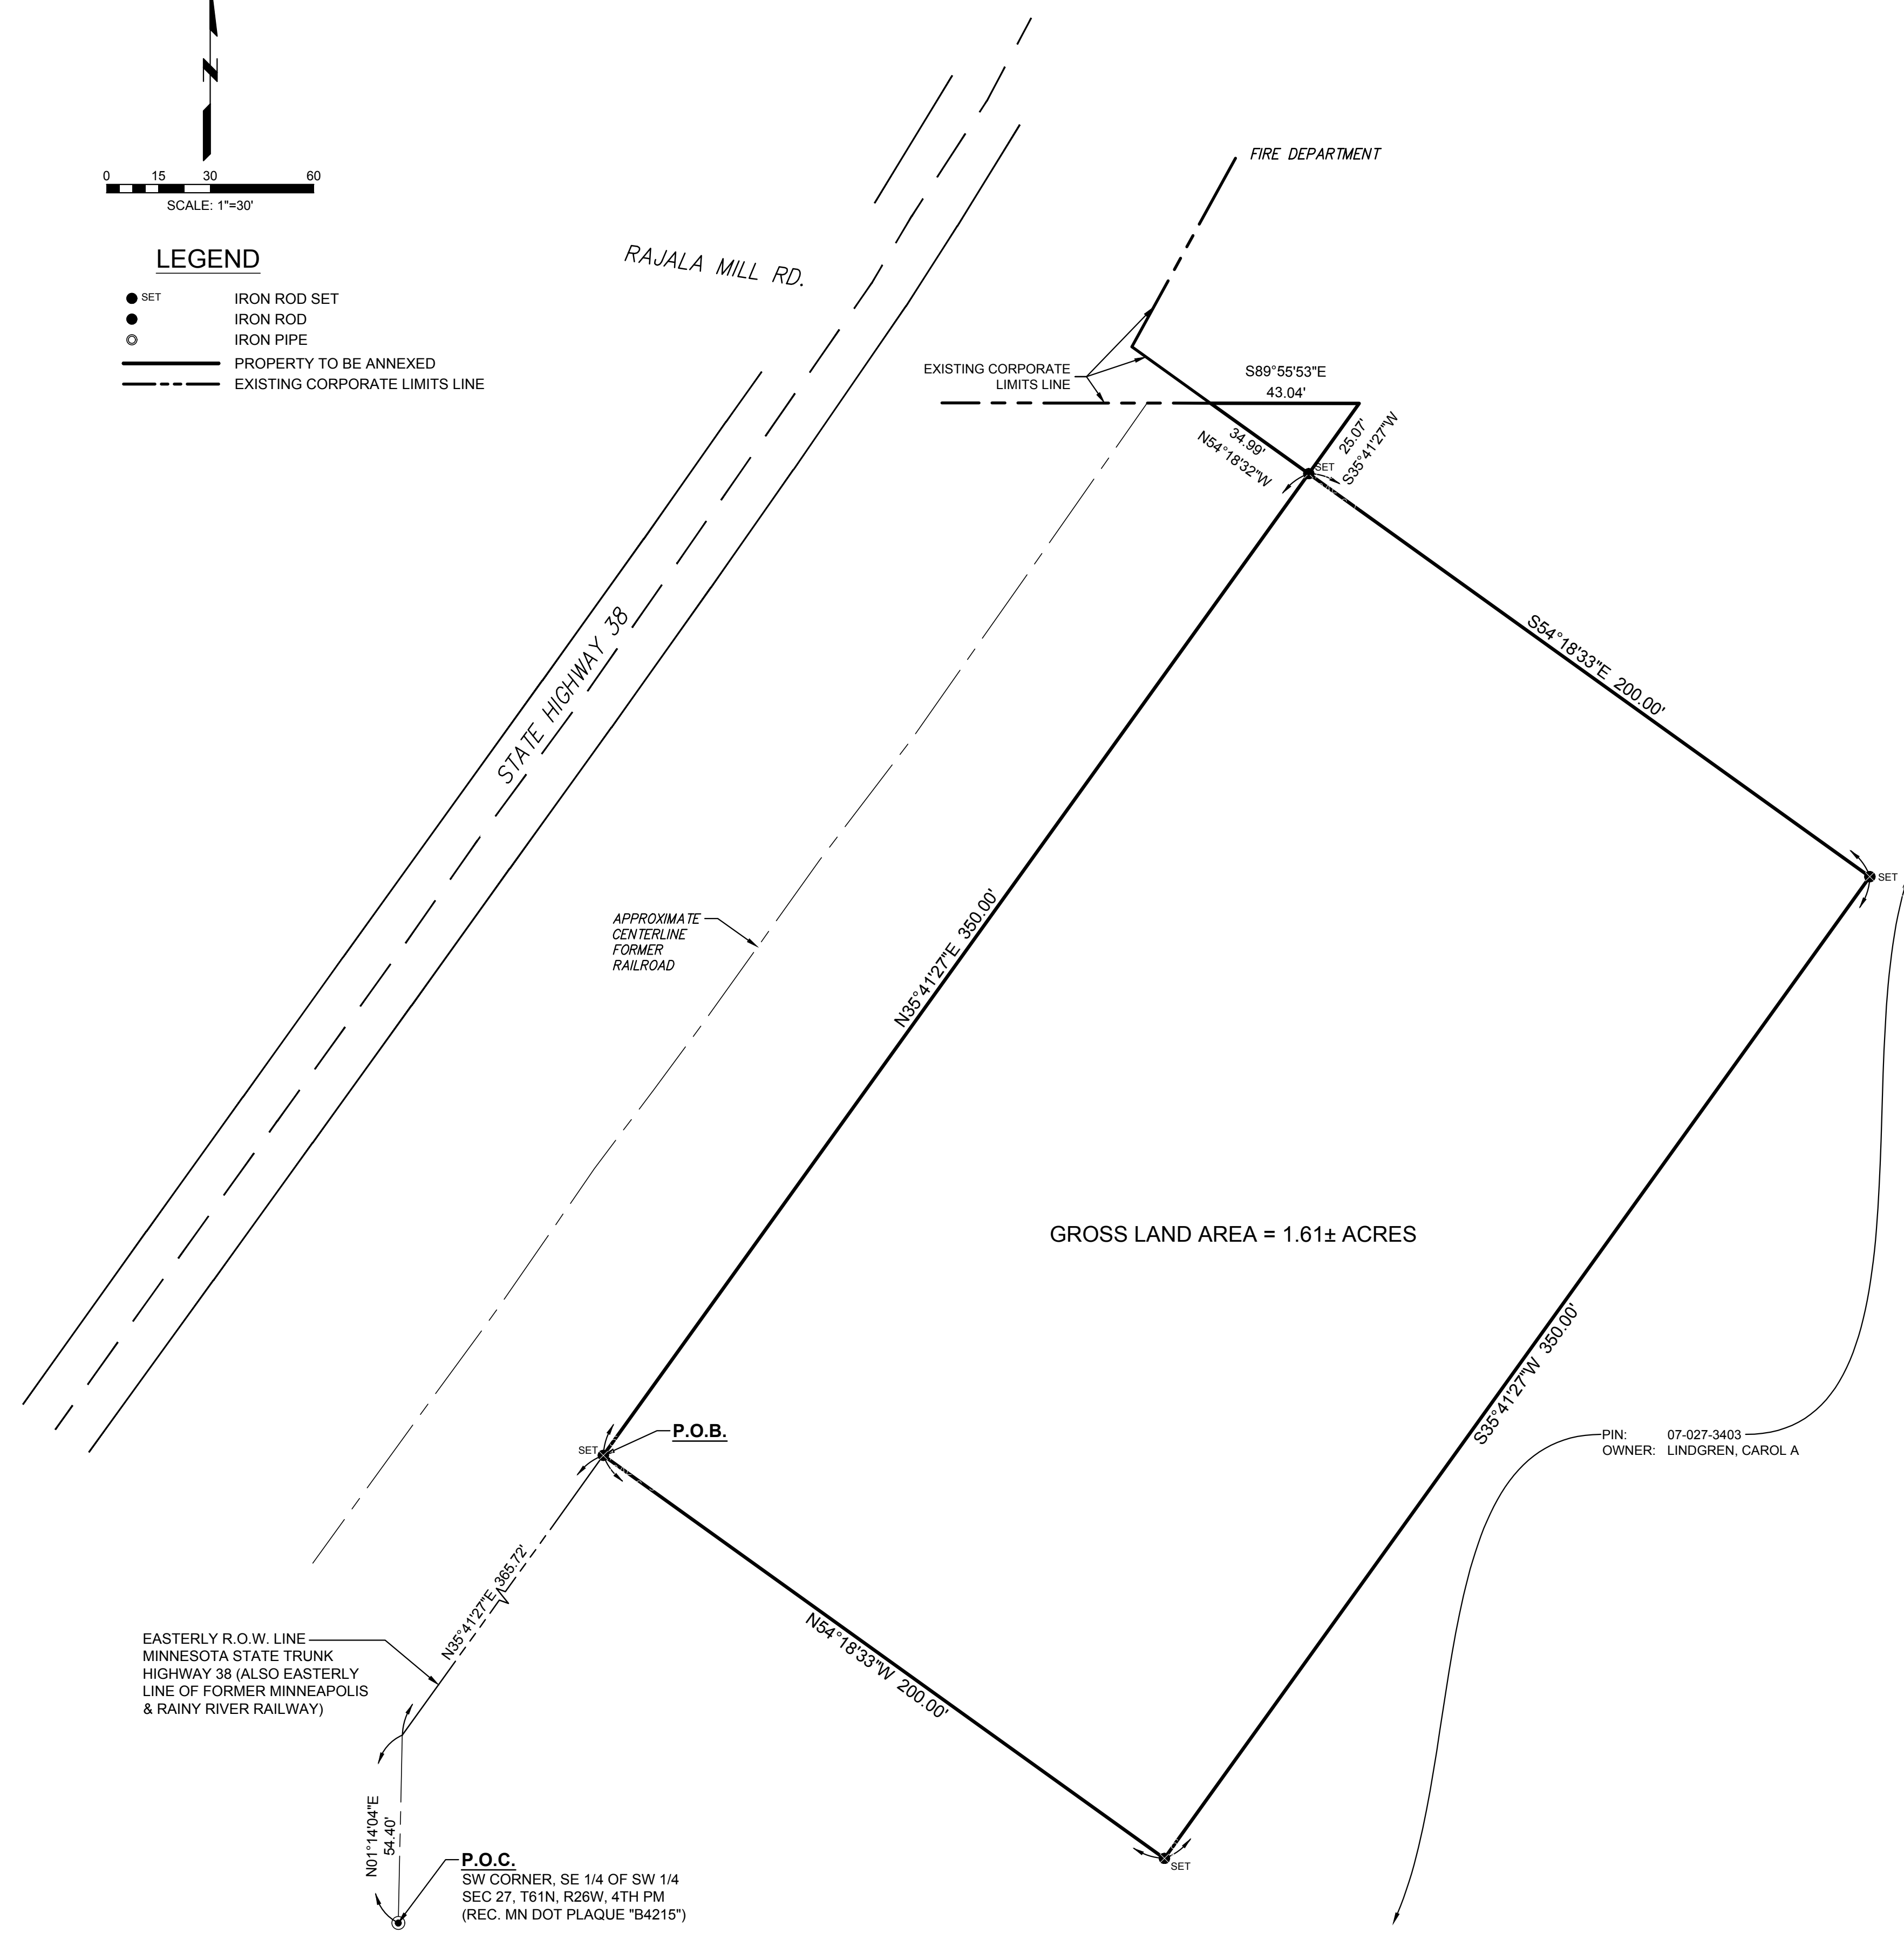 N
0 15 30 60
SCALE: 1"=30'
LEGEND
SET IRON ROD SET
IRON ROD
IRON PIPE
PROPERTY TO BE ANNEXED
EXISTING CORPORATE LIMITS LINE
RAJALA MILL RD.
FIRE DEPARTMENT
EXISTING CORPORATE
LIMITS LINE
S89°55'53"E
43.04'
25.07'
S35°41'27"W
34.99'
N54°18'32"W
SET
STATE HIGHWAY 38
S54°18'33"E 200.00'
SET
APPROXIMATE
CENTERLINE
FORMER
RAILROAD
N35°41'27"E 350.00'
GROSS LAND AREA = 1.61± ACRES
S35°41'27"W 350.00'
PIN: 07-027-3403
OWNER: LINDGREN, CAROL A
SET
P.O.B.
N35°41'27"E 365.72'
N54°18'33"W 200.00'
EASTERLY R.O.W. LINE
MINNESOTA STATE TRUNK
HIGHWAY 38 (ALSO EASTERLY
LINE OF FORMER MINNEAPOLIS
& RAINY RIVER RAILWAY)
N01°14'04"E
54.40'
P.O.C.
SW CORNER, SE 1/4 OF SW 1/4
SEC 27, T61N, R26W, 4TH PM
(REC. MN DOT PLAQUE "B4215")
SET